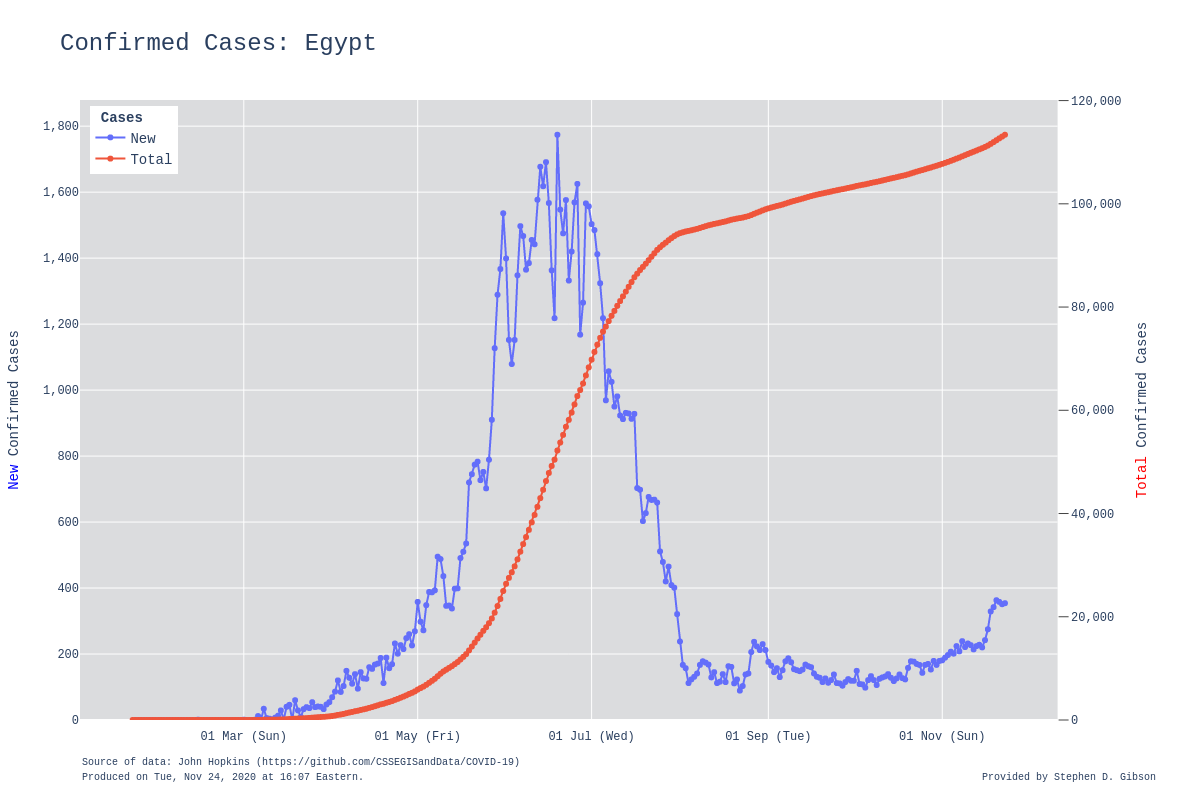 Confirmed Cases: Egypt
Cases
New
Total
1,800
1,600
1,400
1,200
1,000
800
600
400
200
0
120,000
100,000
80,000
60,000
40,000
20,000
0
New Confirmed Cases
Total Confirmed Cases
01 Mar (Sun)
01 May (Fri)
01 Jul (Wed)
01 Sep (Tue)
01 Nov (Sun)
Source of data: John Hopkins (https://github.com/CSSEGISandData/COVID-19)
Produced on Tue, Nov 24, 2020 at 16:07 Eastern.
Provided by Stephen D. Gibson